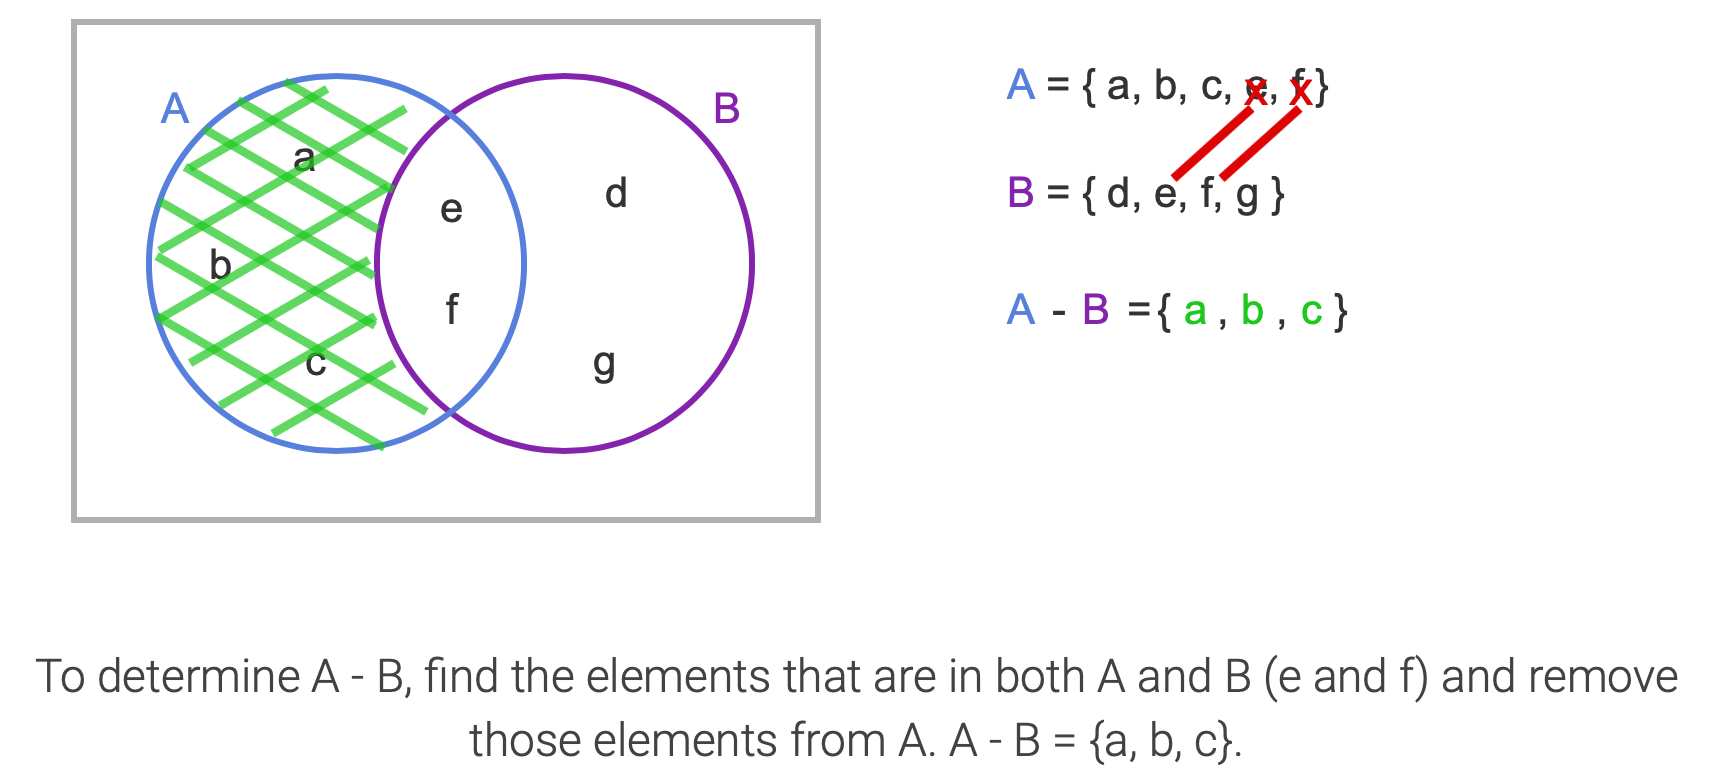 A
B
a
e
d
b
f
c
g
A = { a, b, c, e, f }
x x
B = { d, e, f, g }
A - B = { a , b , c }
To determine A - B, find the elements that are in both A and B (e and f) and remove
those elements from A. A - B = {a, b, c}.